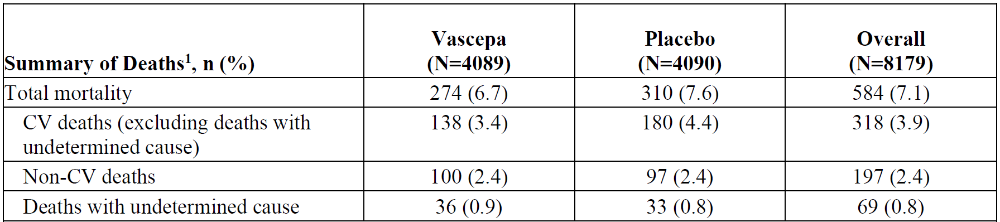 Summary of Deaths¹, n (%) Vascepa (N=4089) Placebo (N=4090) Overall (N=8179)
Total mortality 274 (6.7) 310 (7.6) 584 (7.1)
CV deaths (excluding deaths with undetermined cause) 138 (3.4) 180 (4.4) 318 (3.9)
Non-CV deaths 100 (2.4) 97 (2.4) 197 (2.4)
Deaths with undetermined cause 36 (0.9) 33 (0.8) 69 (0.8)